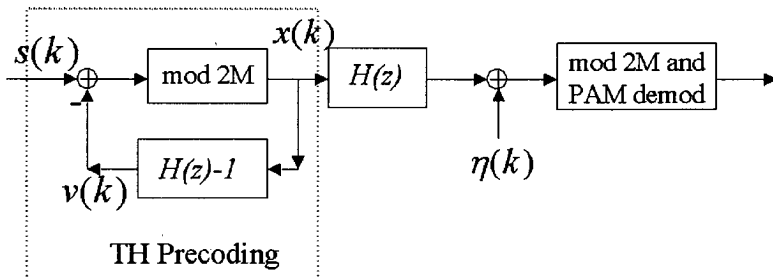 s(k)
-
mod 2M
x(k)
H(z)
mod 2M and
PAM demod
H(z)-1
v(k)
η(k)
TH Precoding